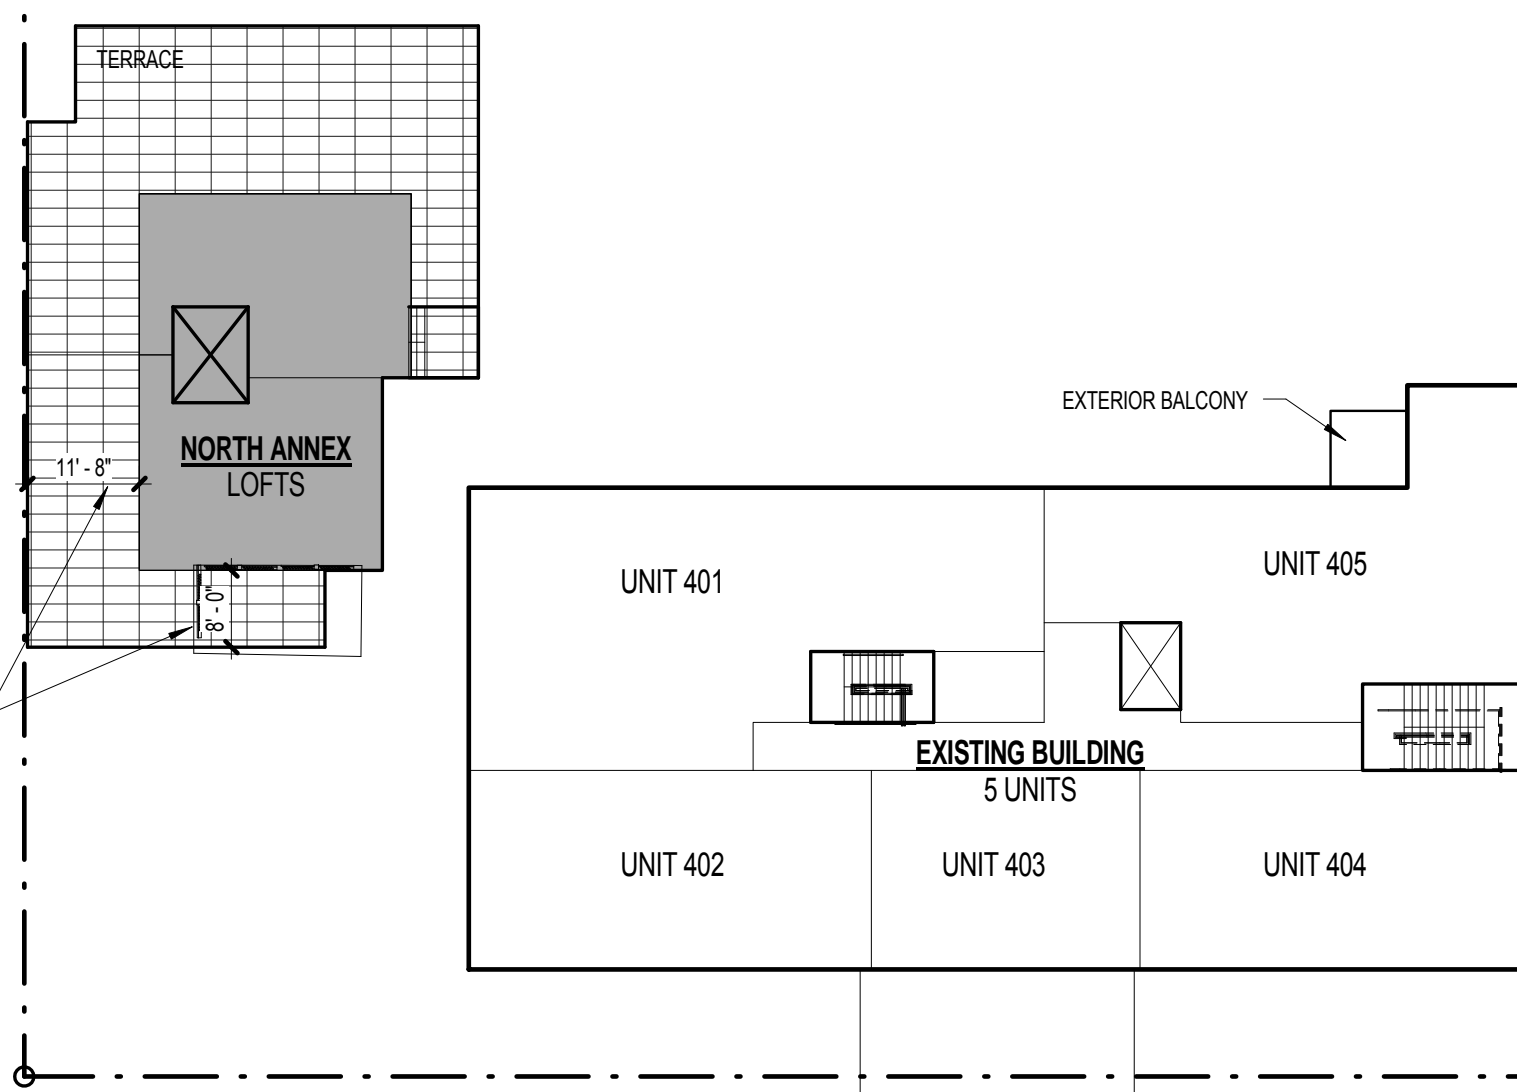 TERRACE
EXTERIOR BALCONY
NORTH ANNEX
LOFTS
11' - 8"
8' - 0"
UNIT 401
UNIT 405
EXISTING BUILDING
5 UNITS
UNIT 402
UNIT 403
UNIT 404